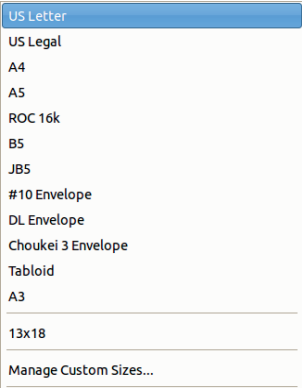 US Letter
US Legal
A4
A5
ROC 16k
B5
JB5
#10 Envelope
DL Envelope
Choukei 3 Envelope
Tabloid
A3
13x18
Manage Custom Sizes...